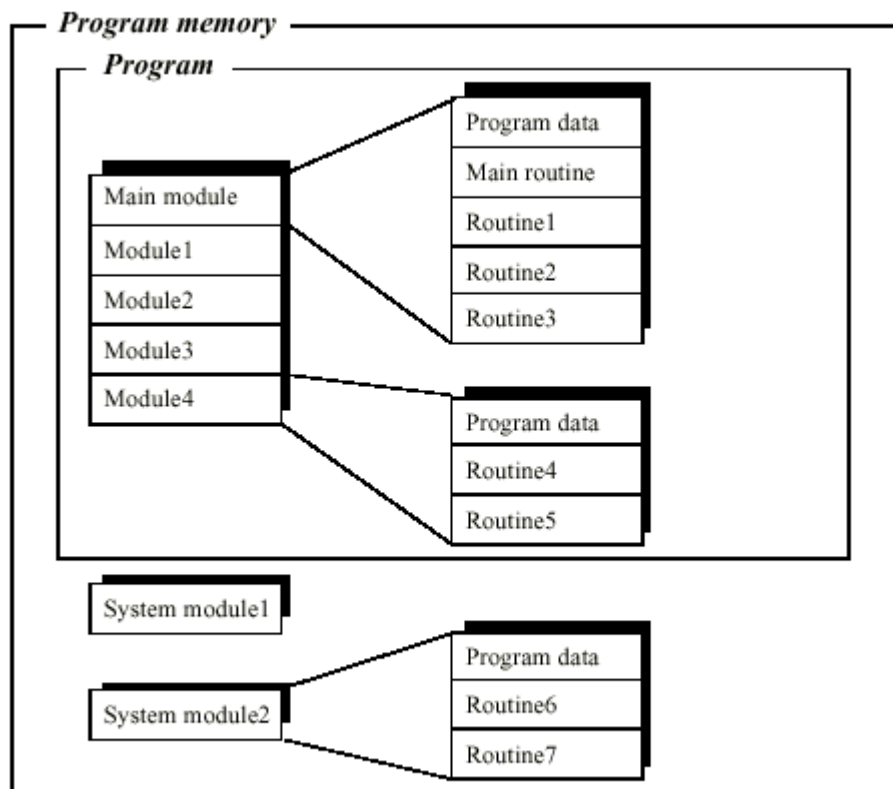 Program memory
Program
Main module
Module1
Module2
Module3
Module4
Program data
Main routine
Routine1
Routine2
Routine3
Program data
Routine4
Routine5
System module1
System module2
Program data
Routine6
Routine7